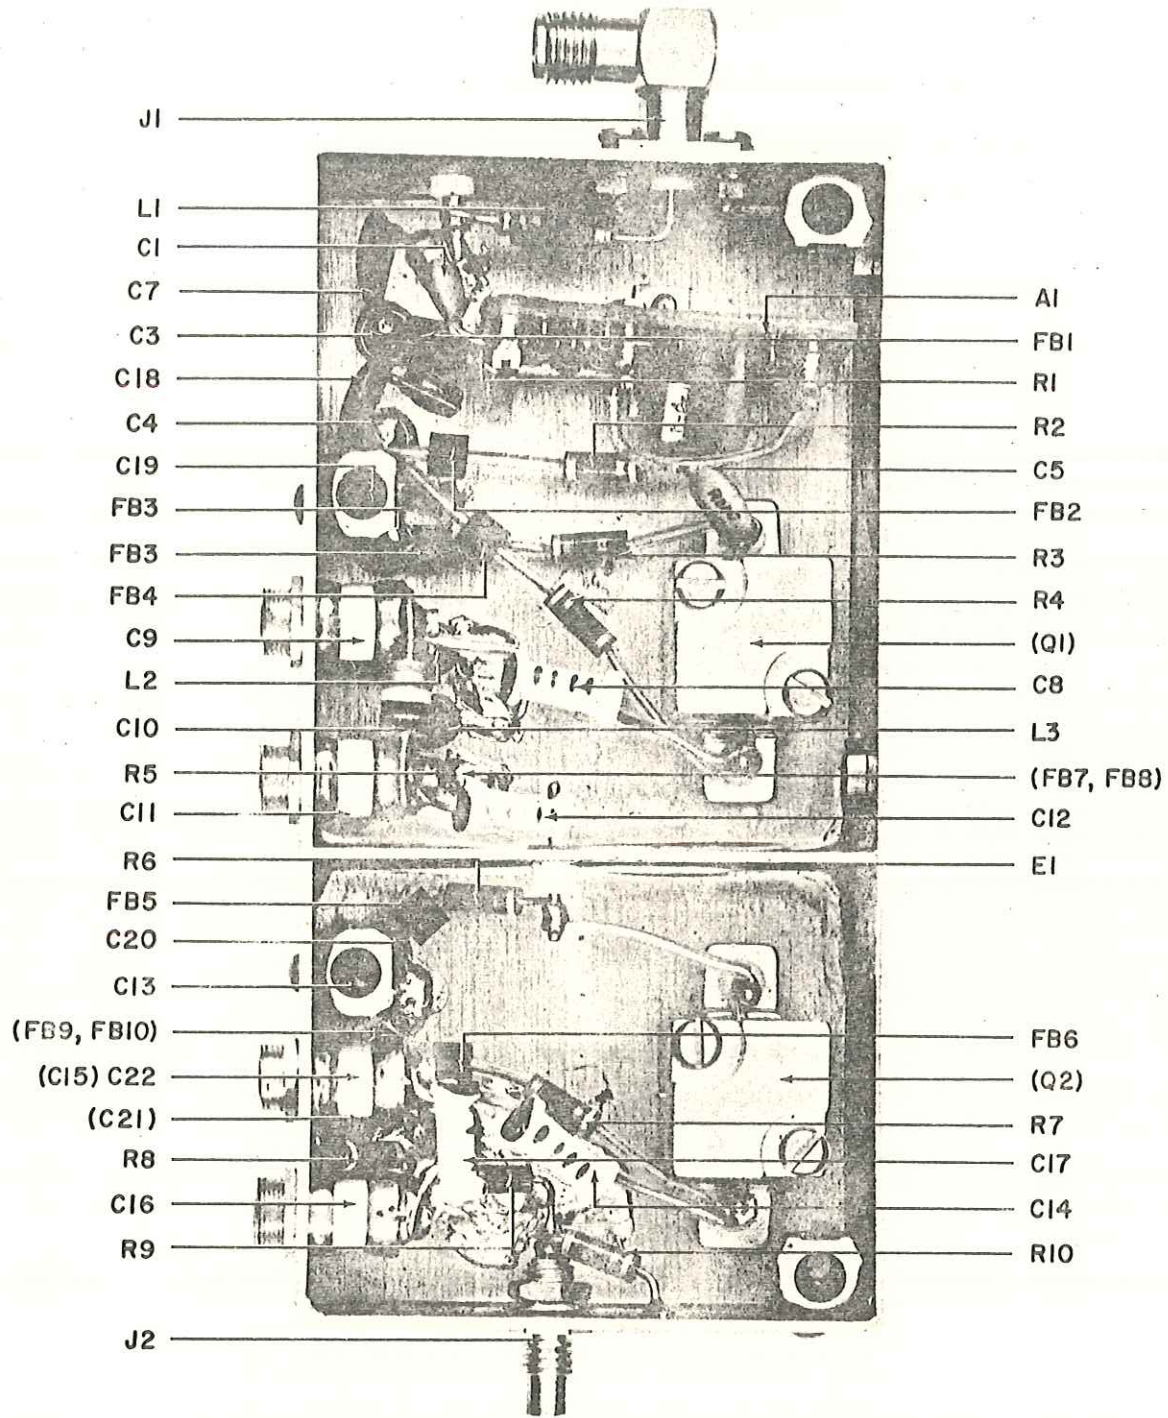 J1
L1
C1
C7
C3
C18
C4
C19
FB3
FB3
FB4
C9
L2
C10
R5
C11
R6
FB5
C20
C13
(FB9, FB10)
(C15) C22
(C21)
R8
C16
R9
J2
A1
FB1
R1
R2
C5
FB2
R3
R4
(Q1)
C8
L3
(FB7, FB8)
C12
E1
FB6
(Q2)
R7
C17
C14
R10